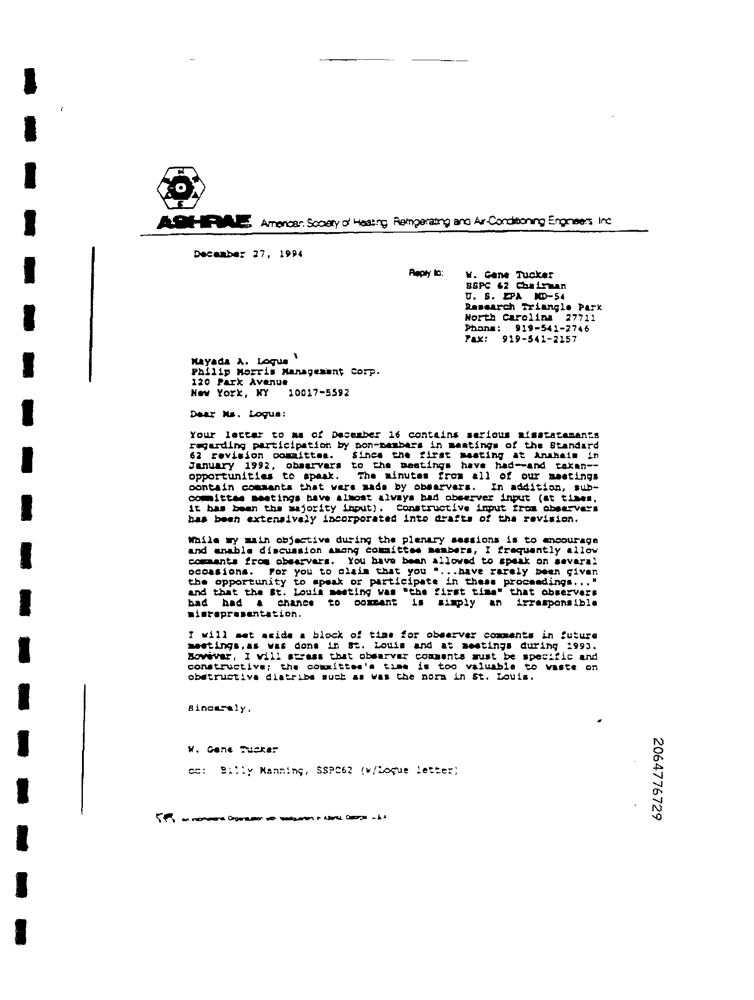 ASHRAE American Society of Heating, Refrigerating and Air-Conditioning Engineers, Inc
December 27, 1994
Reply to: W. Gene Tucker
SSPC 62 Chairman
U. S. EPA MD-54
Research Triangle Park
North Carolina 27711
Phone: 919-541-2746
Fax: 919-541-2157
Mayada A. Logue
Philip Morris Management Corp.
120 Park Avenue
New York, NY 10017-5592
Dear Ms. Logue:
Your letter to me of December 16 contains serious misstatements
regarding participation by non-members in meetings of the Standard
62 revision committee. Since the first meeting at Anaheim in
January 1992, observers to the meetings have had--and taken--
opportunities to speak. The minutes from all of our meetings
contain comments that were made by observers. In addition, sub-
committee meetings have almost always had observer input (at times,
it has been the majority input). Constructive input from observers
has been extensively incorporated into drafts of the revision.
While my main objective during the plenary sessions is to encourage
and enable discussion among committee members, I frequently allow
comments from observers. You have been allowed to speak on several
occasions. For you to claim that you "...have rarely been given
the opportunity to speak or participate in these proceedings..."
and that the St. Louis meeting was "the first time" that observers
had had a chance to comment is simply an irresponsible
misrepresentation.
I will set aside a block of time for observer comments in future
meetings, as was done in St. Louis and at meetings during 1993.
However, I will stress that observer comments must be specific and
constructive; the committee's time is too valuable to waste on
obstructive diatribe such as was the norm in St. Louis.
Sincerely,
W. Gene Tucker
cc: Billy Manning, SSPC62 (w/Logue letter)
An International Organization with headquarters in Atlanta, Georgia
2064776729